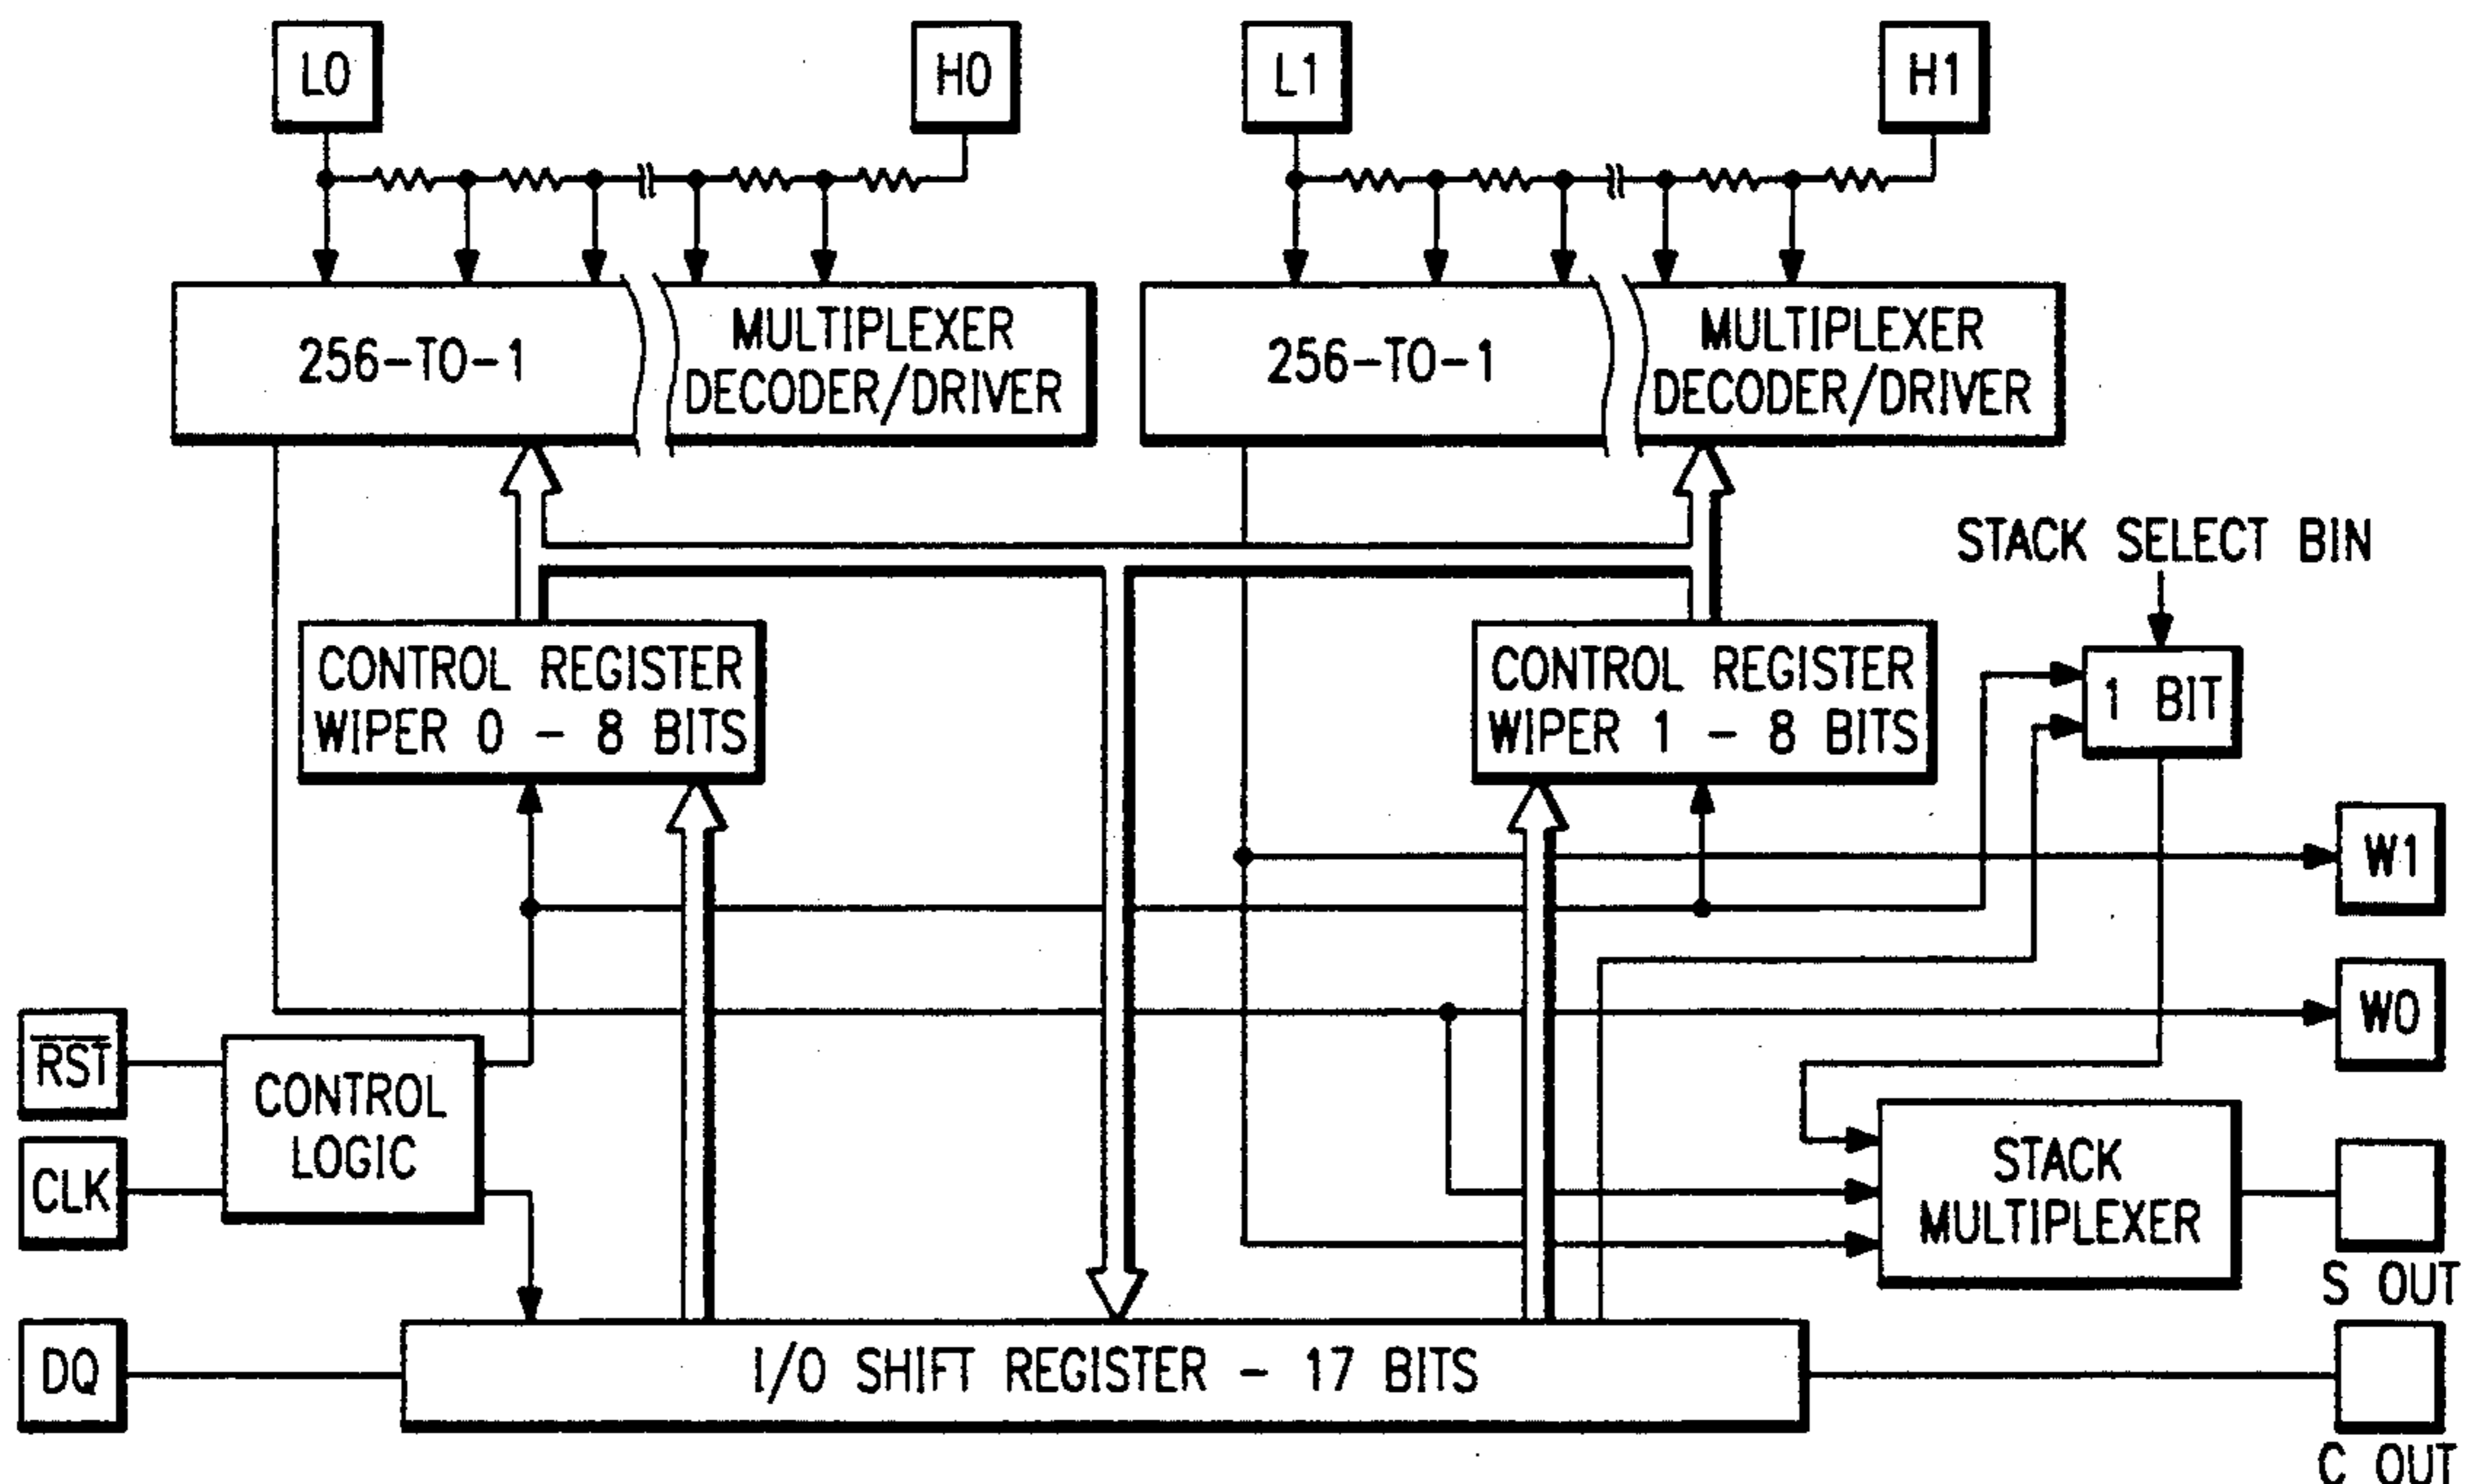 L0
H0
L1
H1
256-TO-1
MULTIPLEXER
DECODER/DRIVER
256-TO-1
MULTIPLEXER
DECODER/DRIVER
STACK SELECT BIN
CONTROL REGISTER
WIPER 0 - 8 BITS
CONTROL REGISTER
WIPER 1 - 8 BITS
1 BIT
W1
W0
RST
CONTROL
LOGIC
CLK
STACK
MULTIPLEXER
S OUT
DQ
I/O SHIFT REGISTER - 17 BITS
C OUT